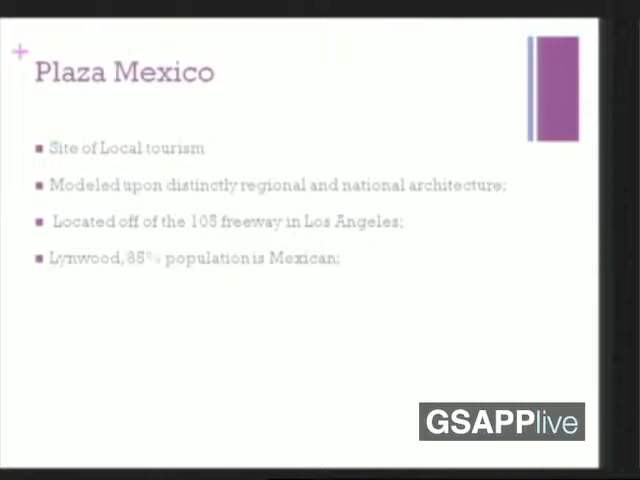 +
Plaza Mexico
Site of Local tourism
Modeled upon distinctly regional and national architecture;
Located off of the 105 freeway in Los Angeles;
Lynwood, population is Mexican;
GSAPPlive